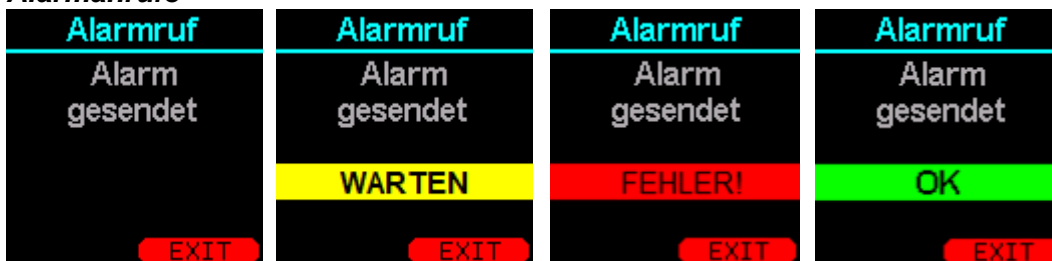 Alarmanrufe
Alarmruf
Alarm
gesendet
EXIT
Alarmruf
Alarm
gesendet
WARTEN
EXIT
Alarmruf
Alarm
gesendet
FEHLER!
EXIT
Alarmruf
Alarm
gesendet
OK
EXIT